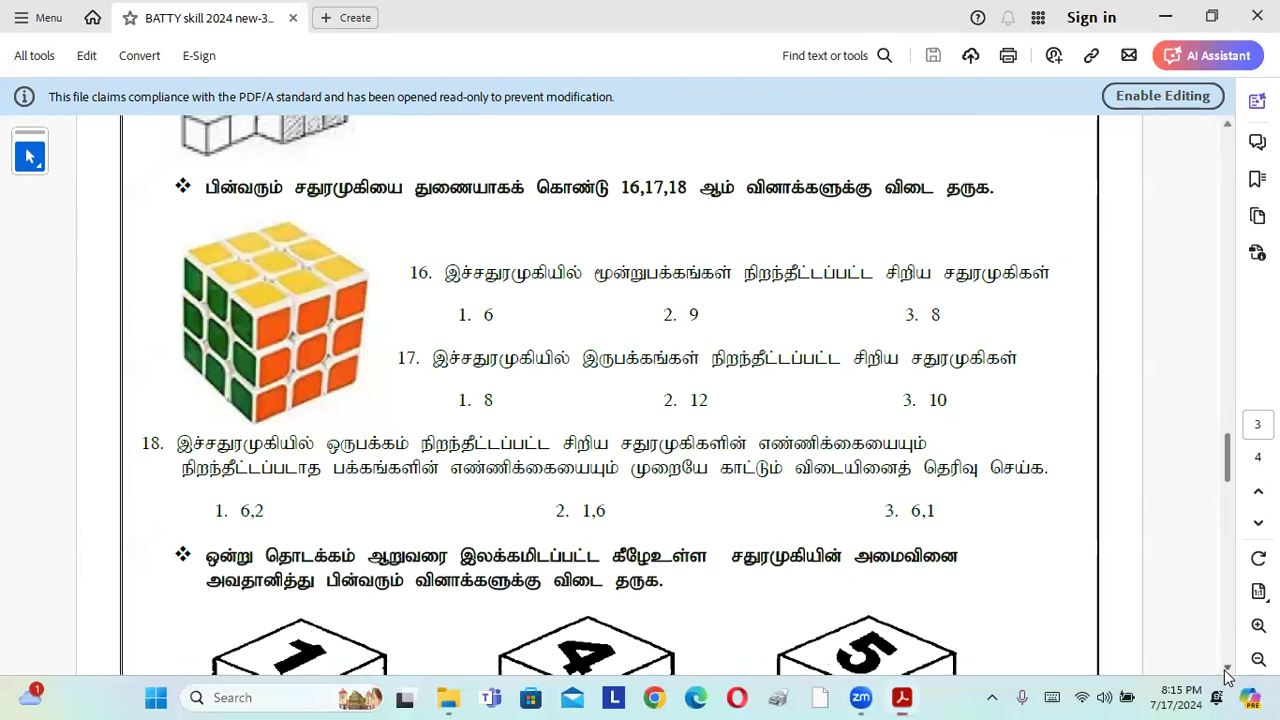 Menu
BATTY skill 2024 new-3...
Create
Sign in
All tools
Edit
Convert
E-Sign
Find text or tools
AI Assistant
This file claims compliance with the PDF/A standard and has been opened read-only to prevent modification.
Enable Editing
பின்வரும் சதுரமுகியை துணையாகக் கொண்டு 16,17,18 ஆம் வினாக்களுக்கு விடை தருக.
16. இச்சதுரமுகியில் மூன்றுபக்கங்கள் நிறந்தீட்டப்பட்ட சிறிய சதுரமுகிகள்
1. 6 2. 9 3. 8
17. இச்சதுரமுகியில் இருபக்கங்கள் நிறந்தீட்டப்பட்ட சிறிய சதுரமுகிகள்
1. 8 2. 12 3. 10
18. இச்சதுரமுகியில் ஒருபக்கம் நிறந்தீட்டப்பட்ட சிறிய சதுரமுகிகளின் எண்ணிக்கையையும்
நிறந்தீட்டப்படாத பக்கங்களின் எண்ணிக்கையையும் முறையே காட்டும் விடையினைத் தெரிவு செய்க.
1. 6,2 2. 1,6 3. 6,1
ஒன்று தொடக்கம் ஆறுவரை இலக்கமிடப்பட்ட கீழேஉள்ள சதுரமுகியின் அமைவினை
அவதானித்து பின்வரும் வினாக்களுக்கு விடை தருக.
1 4 5
3
4
1
Search
8:15 PM
7/17/2024